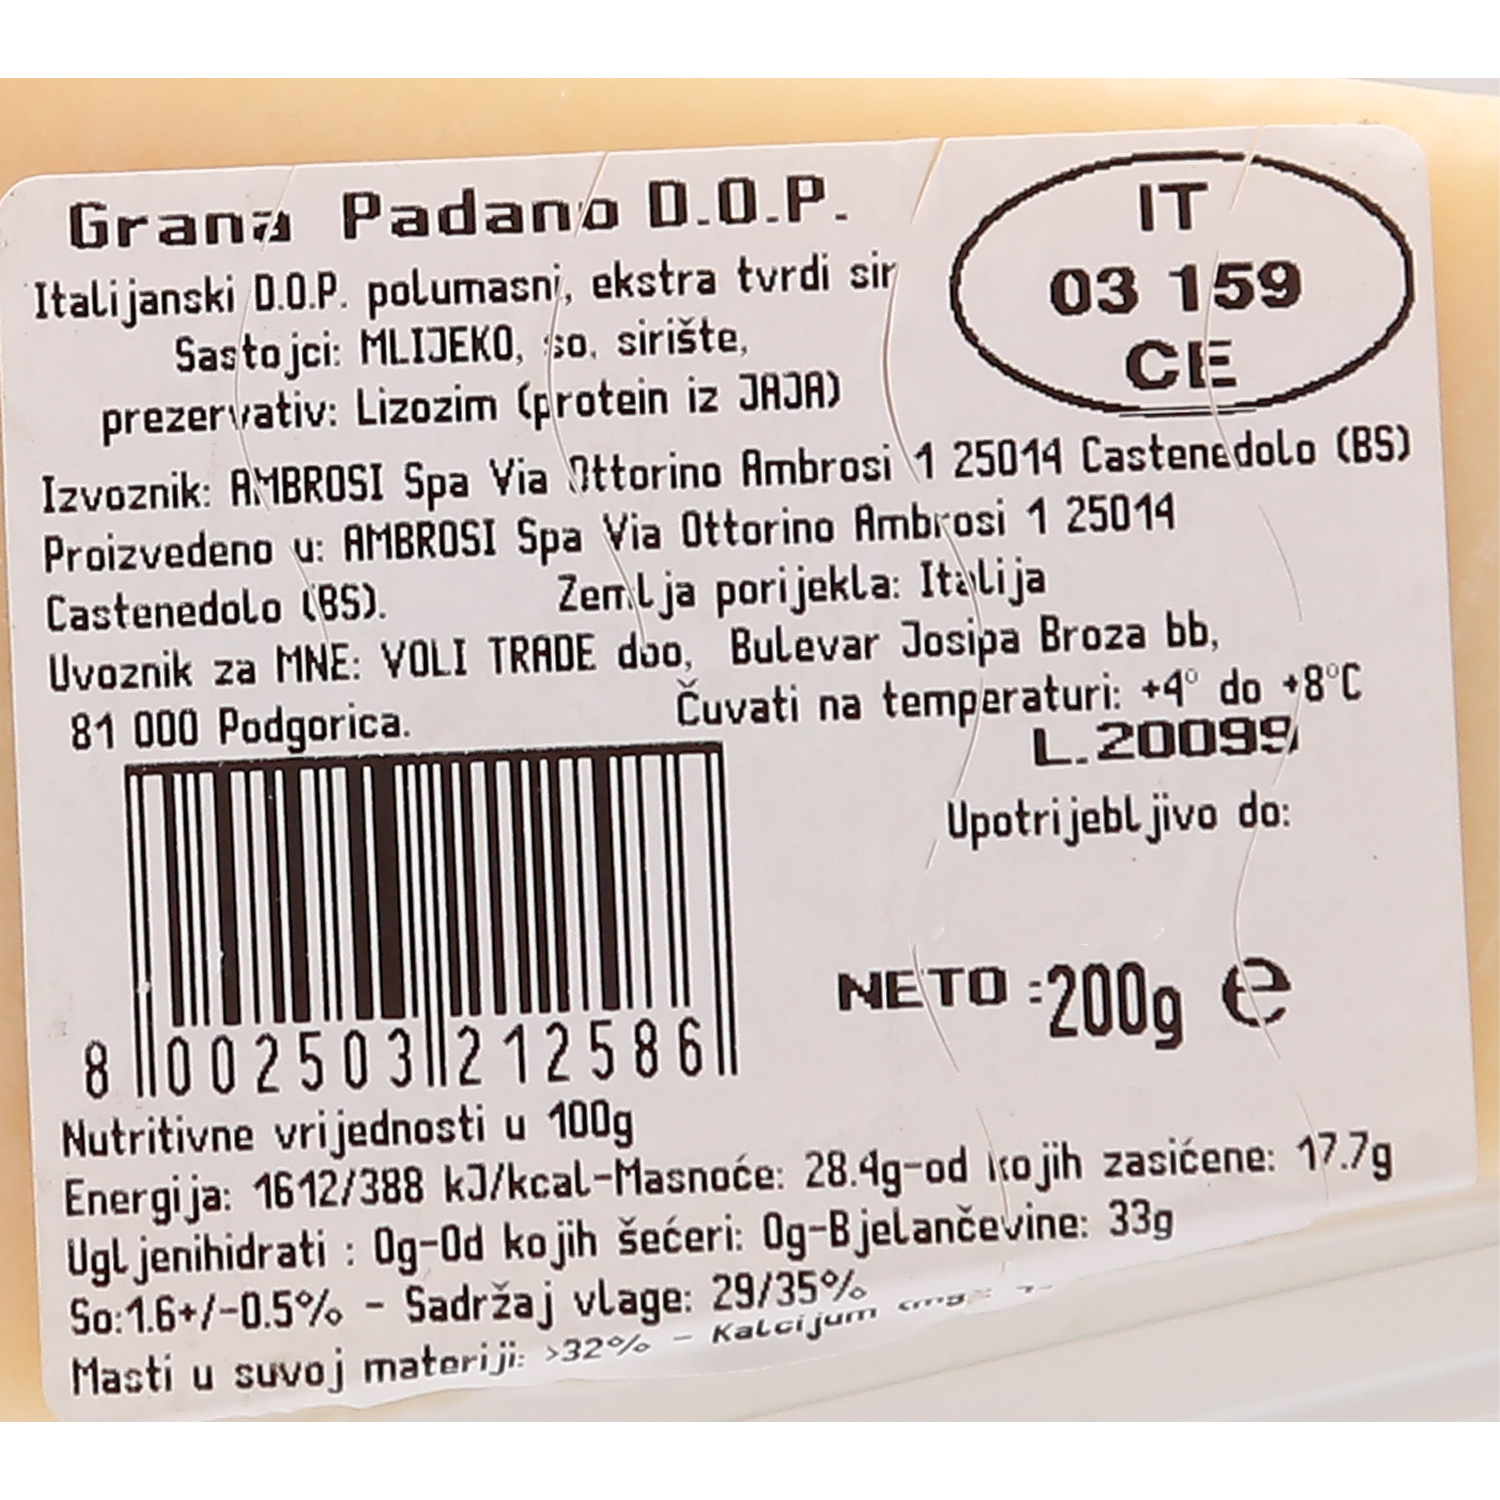 Grana Padano D.O.P.
Italijanski D.O.P. polumasni, ekstra tvrdi sir
Sastojci: MLIJEKO, so, sirište,
prezervativ: Lizozim (protein iz JAJA)
IT
03 159
CE
Izvoznik: AMBROSI Spa Via Ottorino Ambrosi 1 25014 Castenedolo (BS)
Proizvedeno u: AMBROSI Spa Via Ottorino Ambrosi 1 25014
Castenedolo (BS). Zemlja porijekla: Italija
Uvoznik za MNE: VOLI TRADE doo, Bulevar Josipa Broza bb,
81 000 Podgorica. Čuvati na temperaturi: +4° do +8°C
L.20099
Upotrijebljivo do:
NETO :200g e
8 002503 212586
Nutritivne vrijednosti u 100g
Energija: 1612/388 kJ/kcal-Masnoće: 28.4g-od kojih zasićene: 17.7g
Ugljenihidrati : 0g-Od kojih šećeri: 0g-Bjelančevine: 33g
So:1.6+/-0.5% - Sadržaj vlage: 29/35%
Masti u suvoj materiji: >32% - Kalcijum